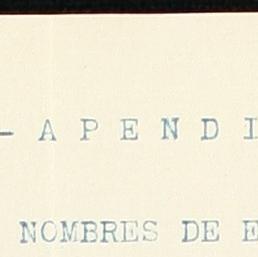 - A P E N D I
NOMBRES DE E